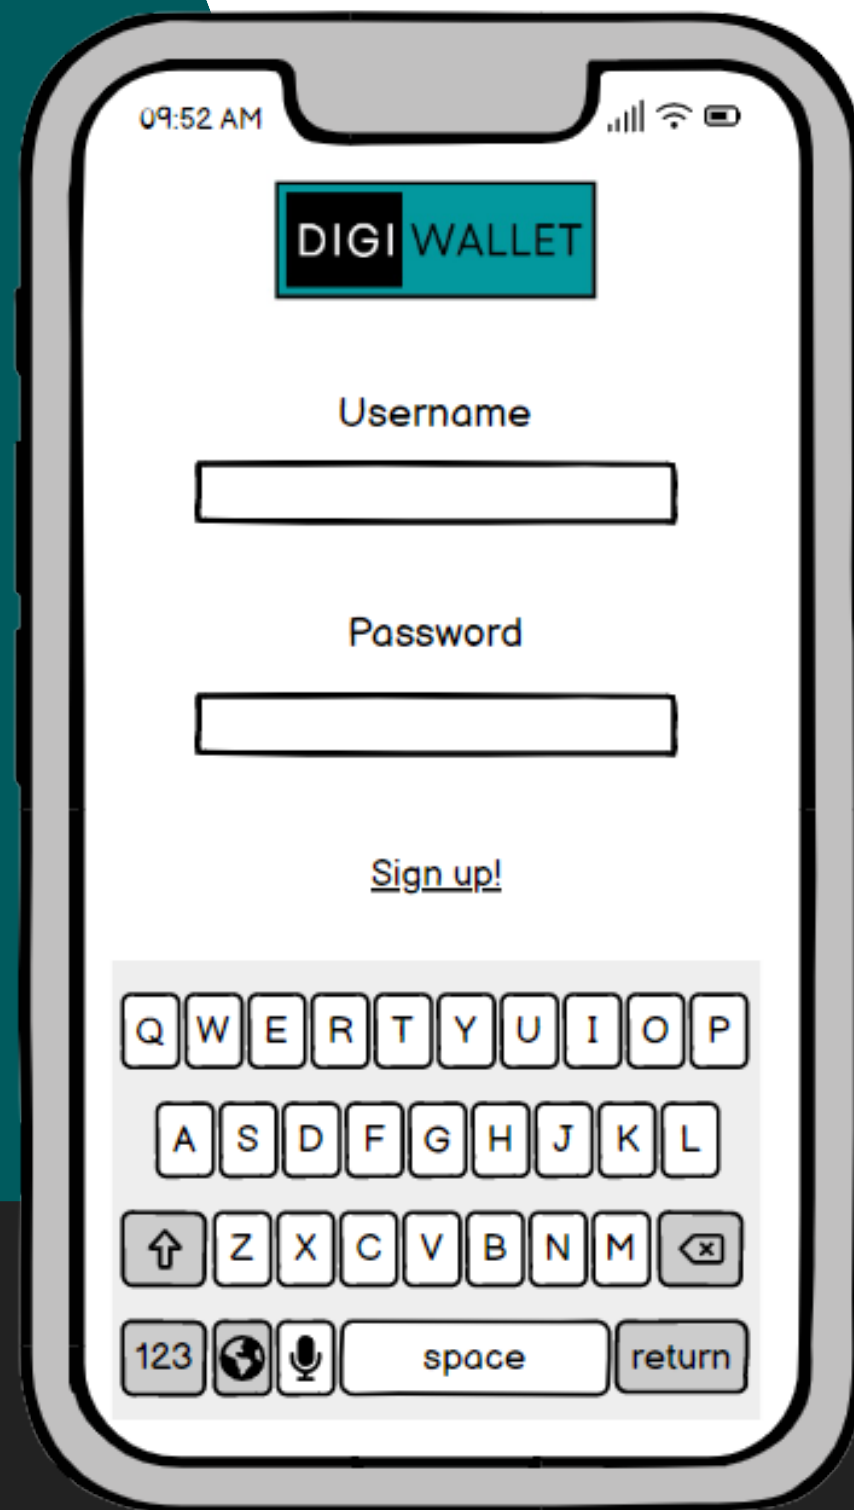 09:52 AM
DIGI WALLET
Username
Password
Sign up!
Q W E R T Y U I O P
A S D F G H J K L
Z X C V B N M
123 space return